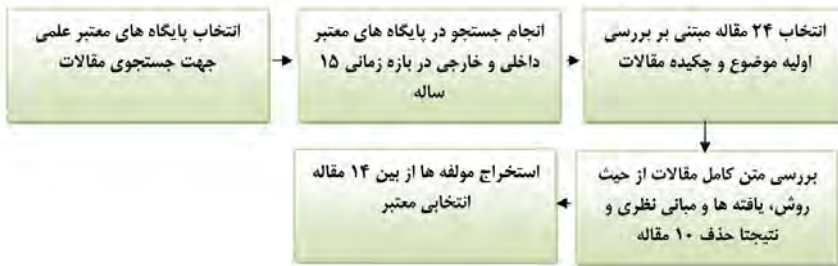 انتخاب پایگاه های معتبر علمی
جهت جستجوی مقالات
انجام جستجو در پایگاه های معتبر
داخلی و خارجی در بازه زمانی ۱۵
ساله
انتخاب ۲۴ مقاله مبتنی بر بررسی
اولیه موضوع و چکیده مقالات
بررسی متن کامل مقالات از حیث
روش، یافته ها و مبانی نظری و
نتیجتا حذف ۱۰ مقاله
استخراج مولفه ها از بین ۱۴ مقاله
انتخابی معتبر